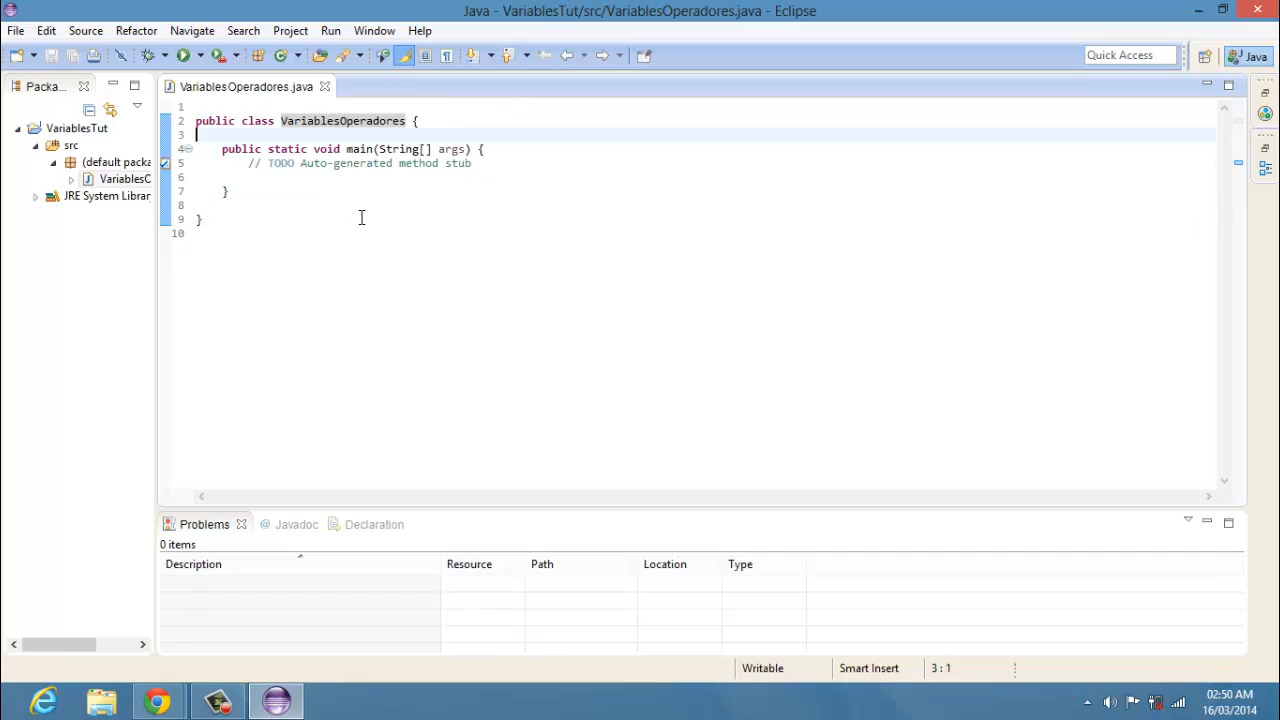 Java - VariablesTut/src/VariablesOperadores.java - Eclipse
File Edit Source Refactor Navigate Search Project Run Window Help
Quick Access
Java
Packa...
VariablesOperadores.java
VariablesTut
src
(default packa
VariablesO
JRE System Librar
1
2 public class VariablesOperadores {
3
4 public static void main(String[] args) {
5 // TODO Auto-generated method stub
6
7 }
8
9 }
10
Problems @ Javadoc Declaration
0 items
Description Resource Path Location Type
Writable Smart Insert 3 : 1
02:50 AM
16/03/2014